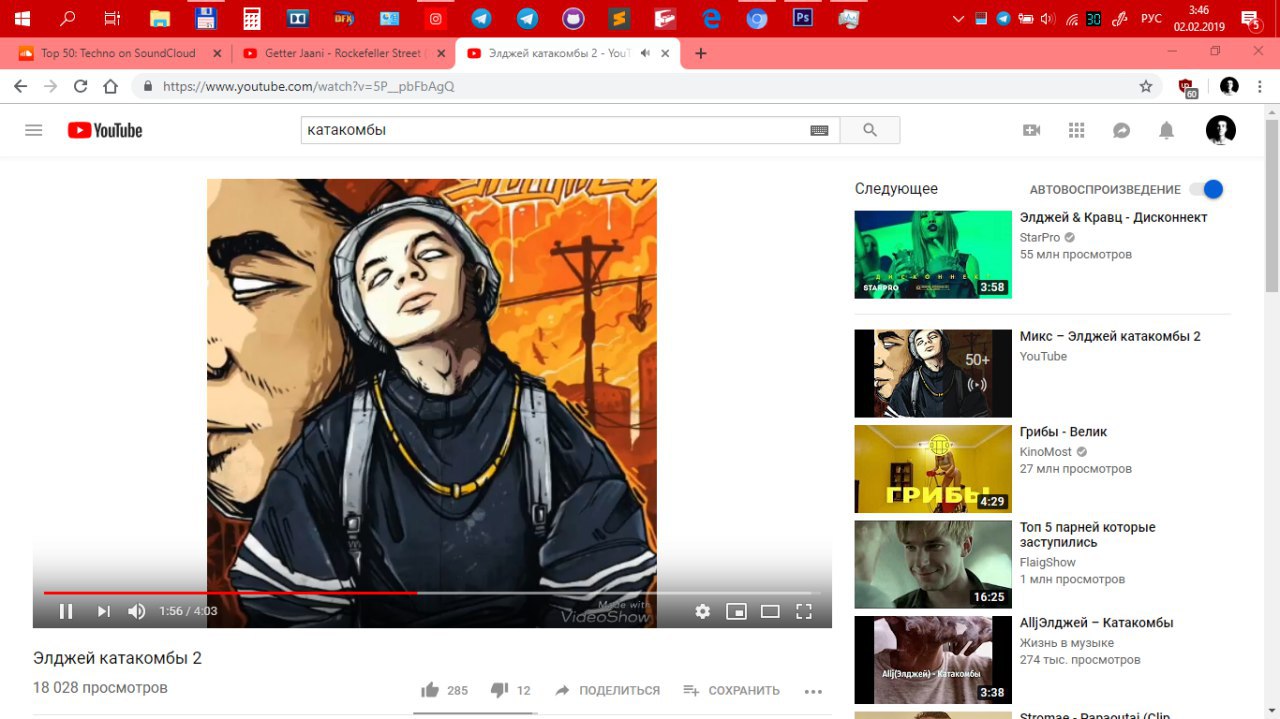 DFX
Ps
30
РУС
3:46
02.02.2019
5
Top 50: Techno on SoundCloud
Getter Jaani - Rockefeller Street
Элджей катакомбы 2 - YouT
https://www.youtube.com/watch?v=5P__pbFbAgQ
60
YouTube
катакомбы
Следующее
АВТОВОСПРОИЗВЕДЕНИЕ
Элджей & Кравц - Дисконнект
StarPro
55 млн просмотров
ДИСКОННЕКТ
STARPRO
3:58
Микс – Элджей катакомбы 2
YouTube
50+
Грибы - Велик
KinoMost
27 млн просмотров
ГРИБЫ
4:29
Топ 5 парней которые
заступились
FlaigShow
1 млн просмотров
16:25
AlljЭлджей – Катакомбы
Жизнь в музыке
274 тыс. просмотров
Allj(Элджей) - Катакомбы
3:38
Stromae - Papaoutai (Clip
1:56 / 4:03
Made with
VideoShow
Элджей катакомбы 2
18 028 просмотров
285
12
ПОДЕЛИТЬСЯ
СОХРАНИТЬ